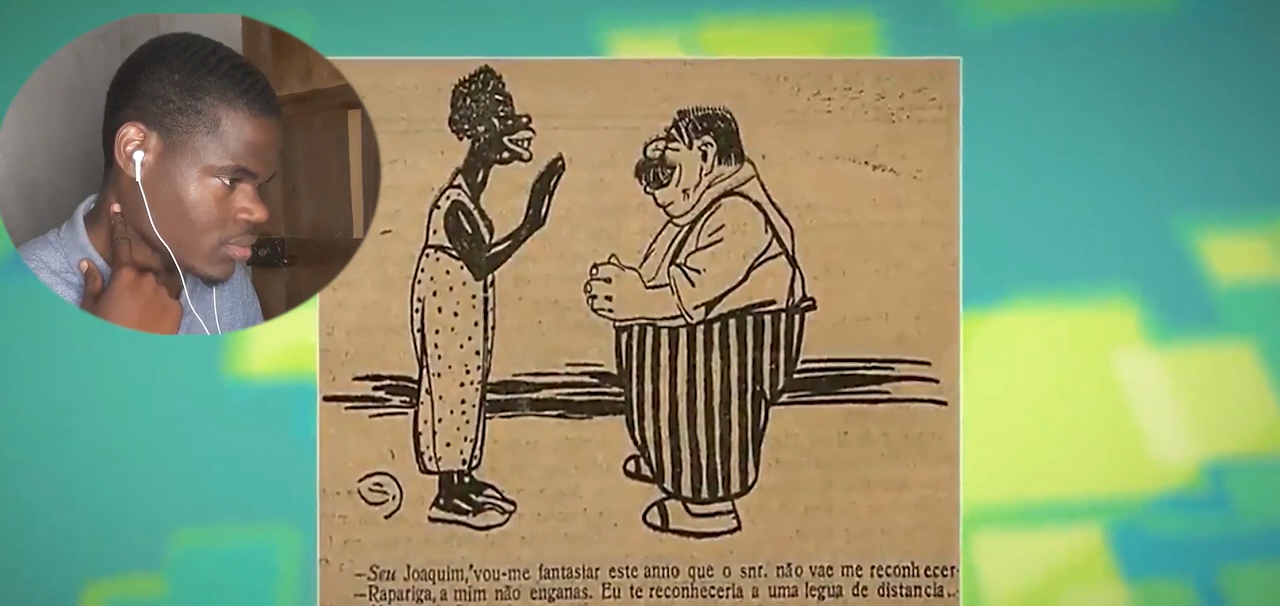 —Seu Joaquim, vou-me fantasiar este anno que o snr. não vae me reconhecer-
—Rapariga, a mim não enganas. Eu te reconheceria a uma legua de distancia..